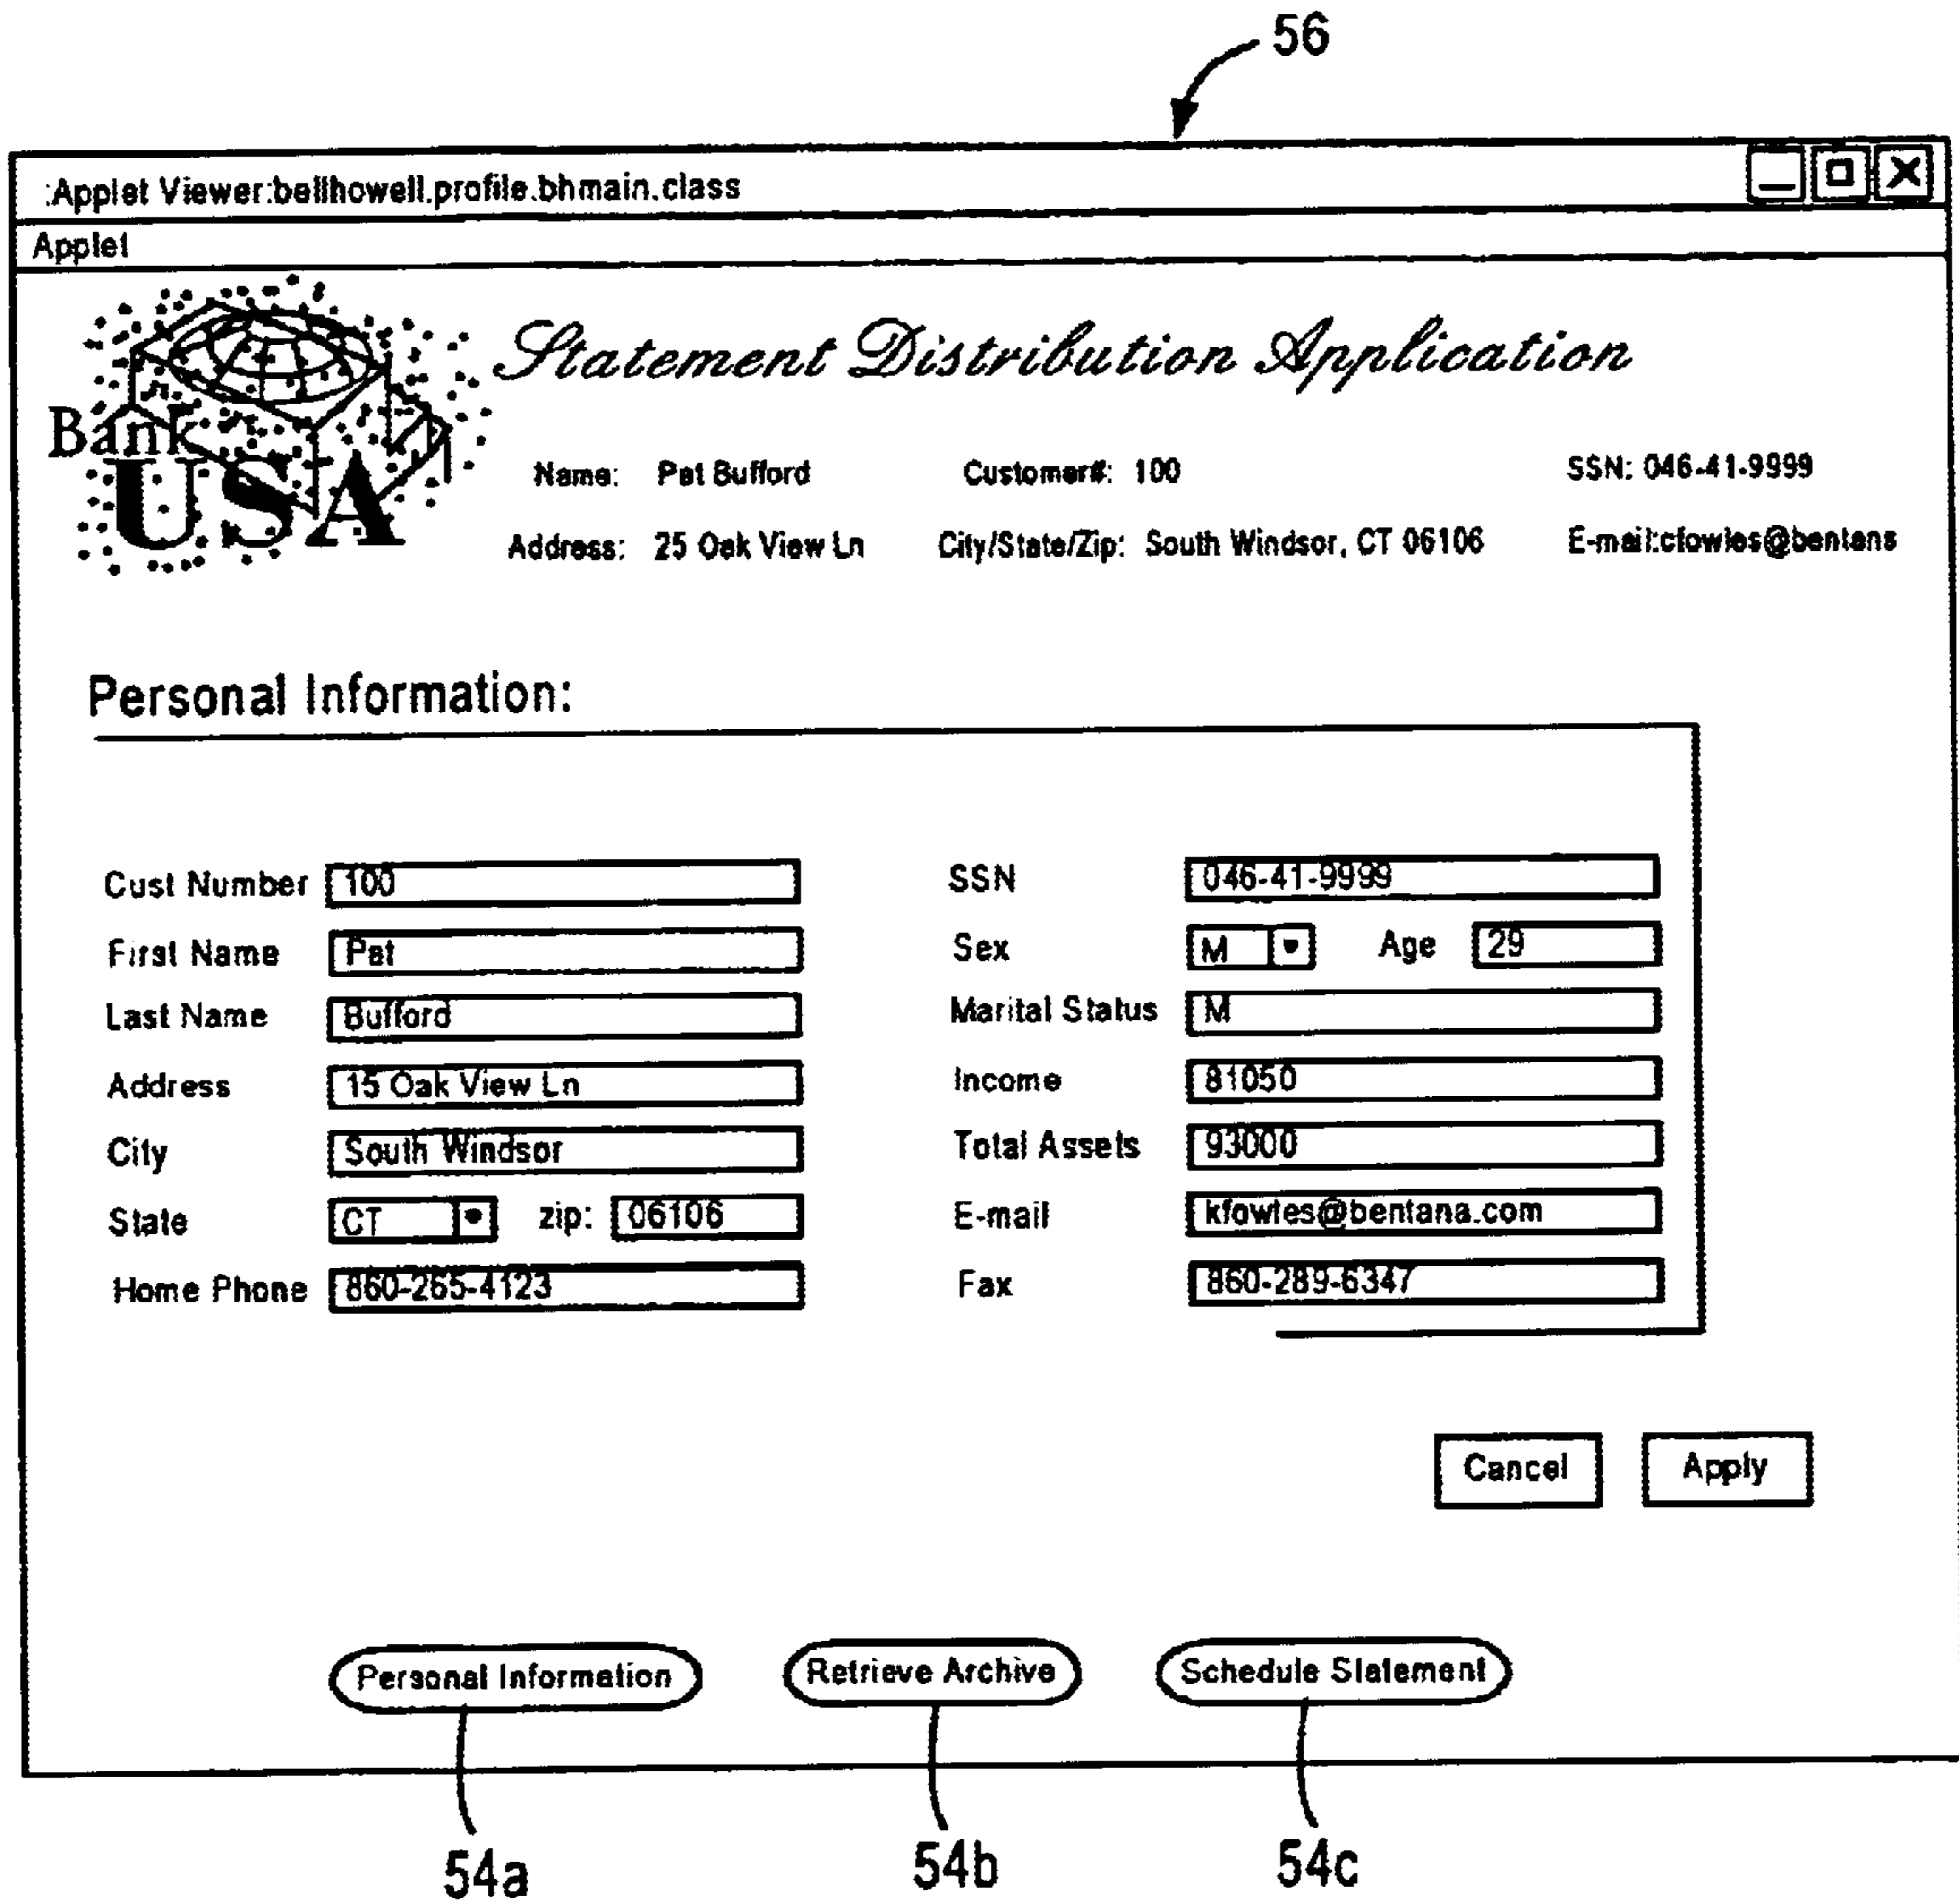 56
:Applet Viewer:bellhowell.profile.bhmain.class
Applet
Statement Distribution Application
Bank
USA
Name: Pat Bufford Customer#: 100 SSN: 046-41-9999
Address: 25 Oak View Ln City/State/Zip: South Windsor, CT 06106 E-mail:cfowles@bentana
Personal Information:
Cust Number 100 SSN 046-41-9999
First Name Pat Sex M Age 29
Last Name Bufford Marital Status M
Address 15 Oak View Ln Income 81050
City South Windsor Total Assets 93000
State CT zip: 06106 E-mail kfowles@bentana.com
Home Phone 860-265-4123 Fax 860-289-6347
Cancel Apply
Personal Information Retrieve Archive Schedule Statement
54a 54b 54c